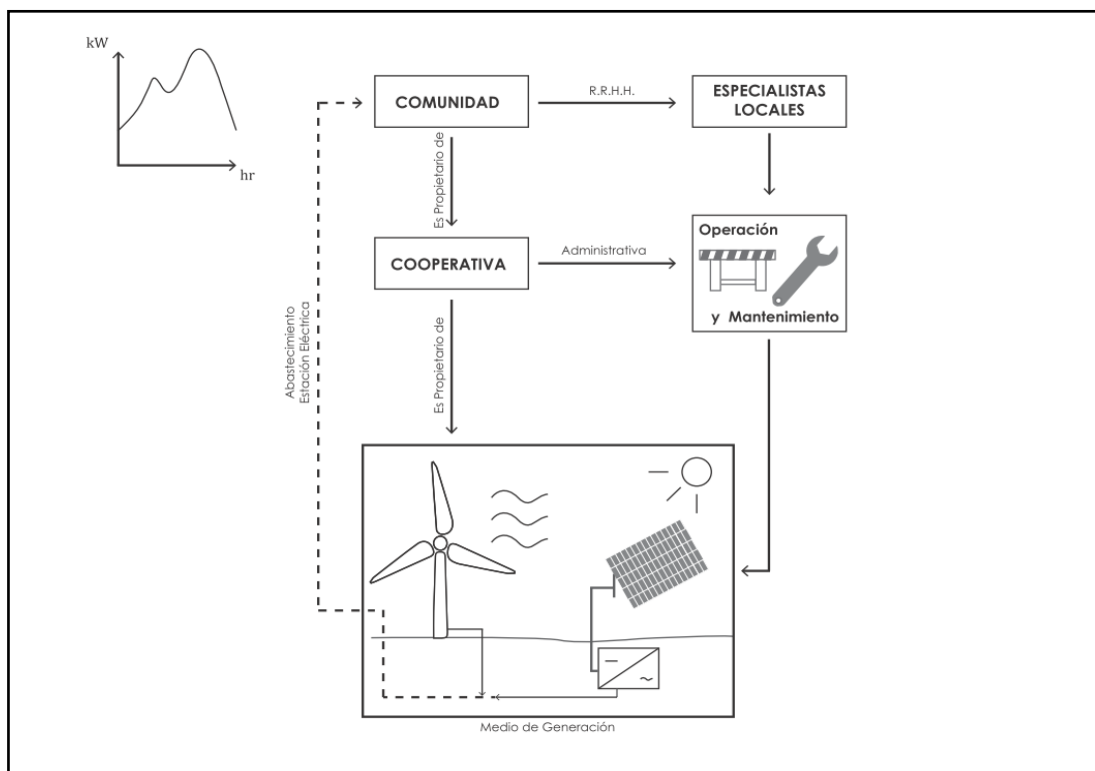 kW
hr
COMUNIDAD
R.R.H.H.
ESPECIALISTAS
LOCALES
Es Propietario de
COOPERATIVA
Administrativa
Operación
y Mantenimiento
Abastecimiento
Estación Eléctrica
Es Propietario de
Medio de Generación